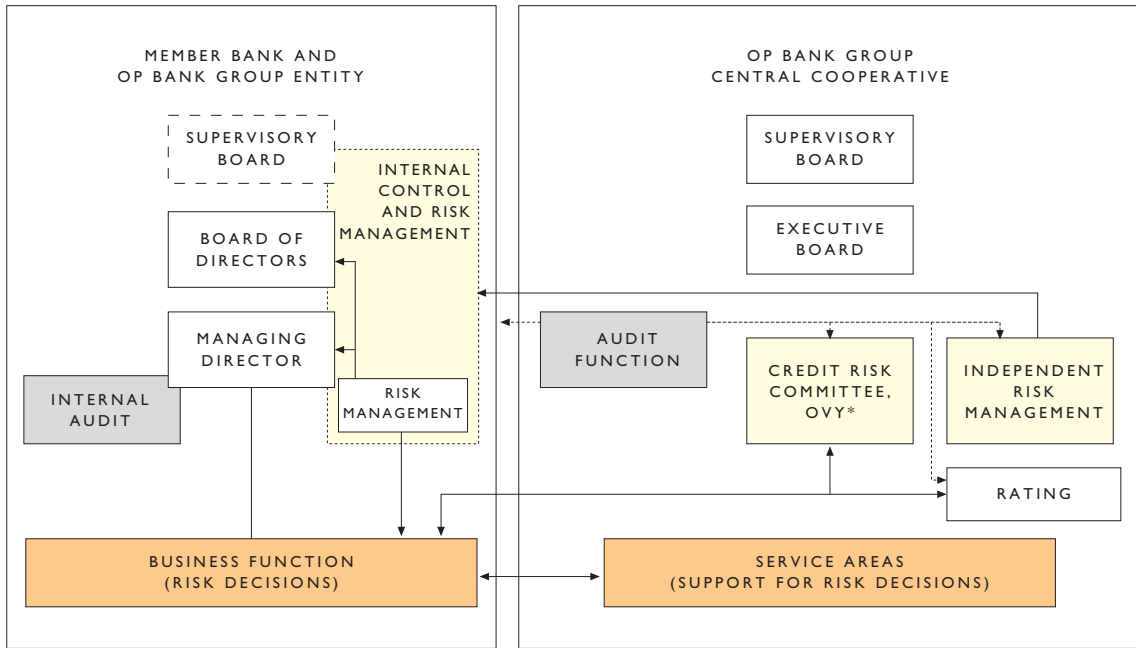 MEMBER BANK AND
OP BANK GROUP ENTITY
SUPERVISORY
BOARD
INTERNAL
CONTROL
AND RISK
MANAGEMENT
BOARD OF
DIRECTORS
MANAGING
DIRECTOR
INTERNAL
AUDIT
RISK
MANAGEMENT
BUSINESS FUNCTION
(RISK DECISIONS)
OP BANK GROUP
CENTRAL COOPERATIVE
SUPERVISORY
BOARD
EXECUTIVE
BOARD
AUDIT
FUNCTION
CREDIT RISK
COMMITTEE,
OVY*
INDEPENDENT
RISK
MANAGEMENT
RATING
SERVICE AREAS
(SUPPORT FOR RISK DECISIONS)